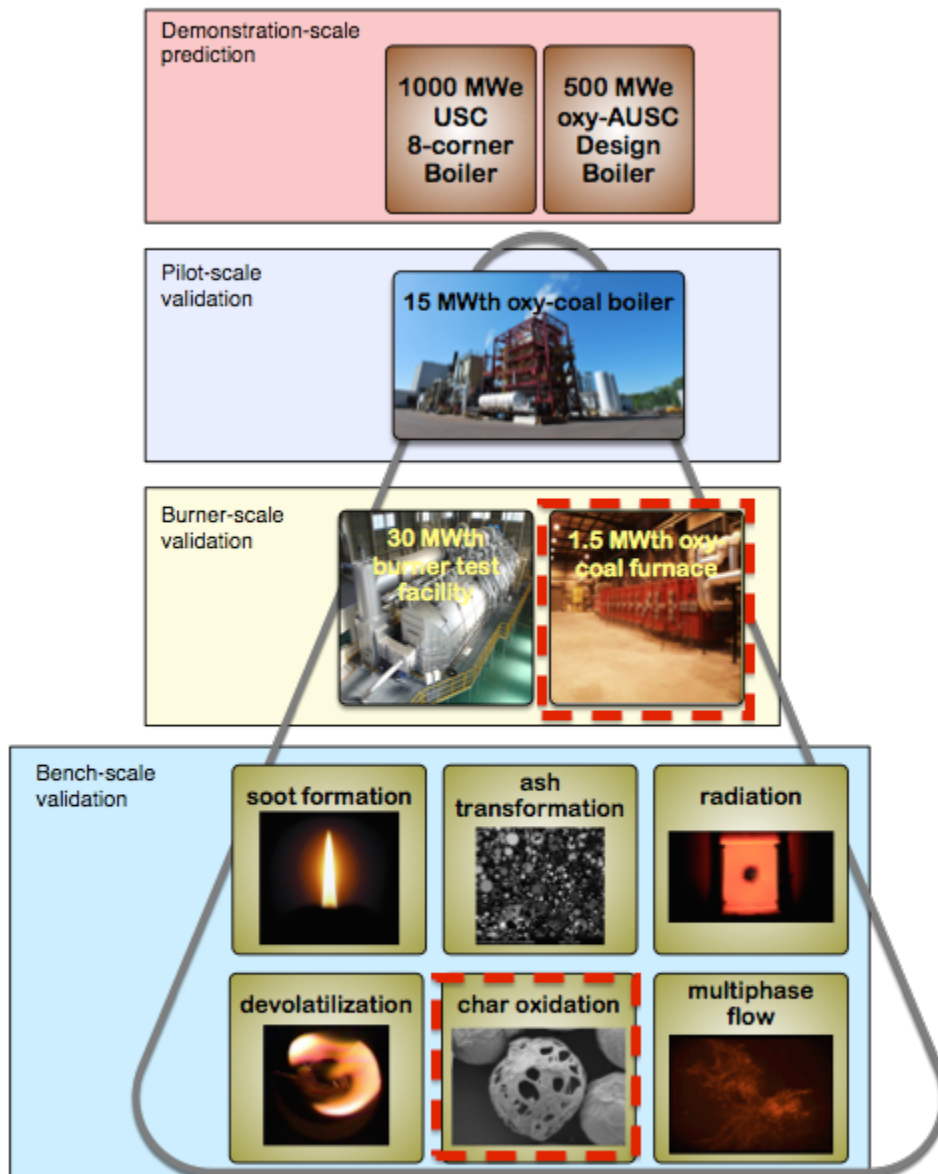 Demonstration-scale
prediction
1000 MWe
USC
8-corner
Boiler
500 MWe
oxy-AUSC
Design
Boiler
Pilot-scale
validation
15 MWth oxy-coal boiler
Burner-scale
validation
30 MWth
burner test
facility
1.5 MWth oxy-
coal furnace
Bench-scale
validation
soot formation
ash
transformation
radiation
devolatilization
char oxidation
multiphase
flow